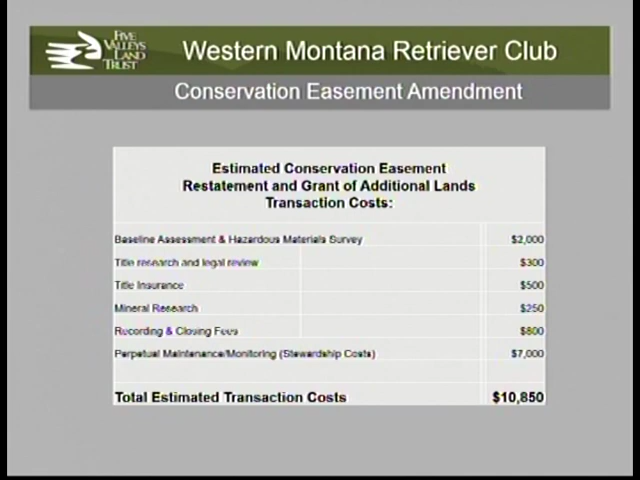 FIVE
VALLEYS
LAND
TRUST
Western Montana Retriever Club
Conservation Easement Amendment
Estimated Conservation Easement
Restatement and Grant of Additional Lands
Transaction Costs:
Baseline Assessment & Hazardous Materials Survey $2,000
Title research and legal review $300
Title Insurance $500
Mineral Research $250
Recording & Closing Fees $800
Perpetual Maintenance/Monitoring (Stewardship Costs) $7,000
Total Estimated Transaction Costs $10,850